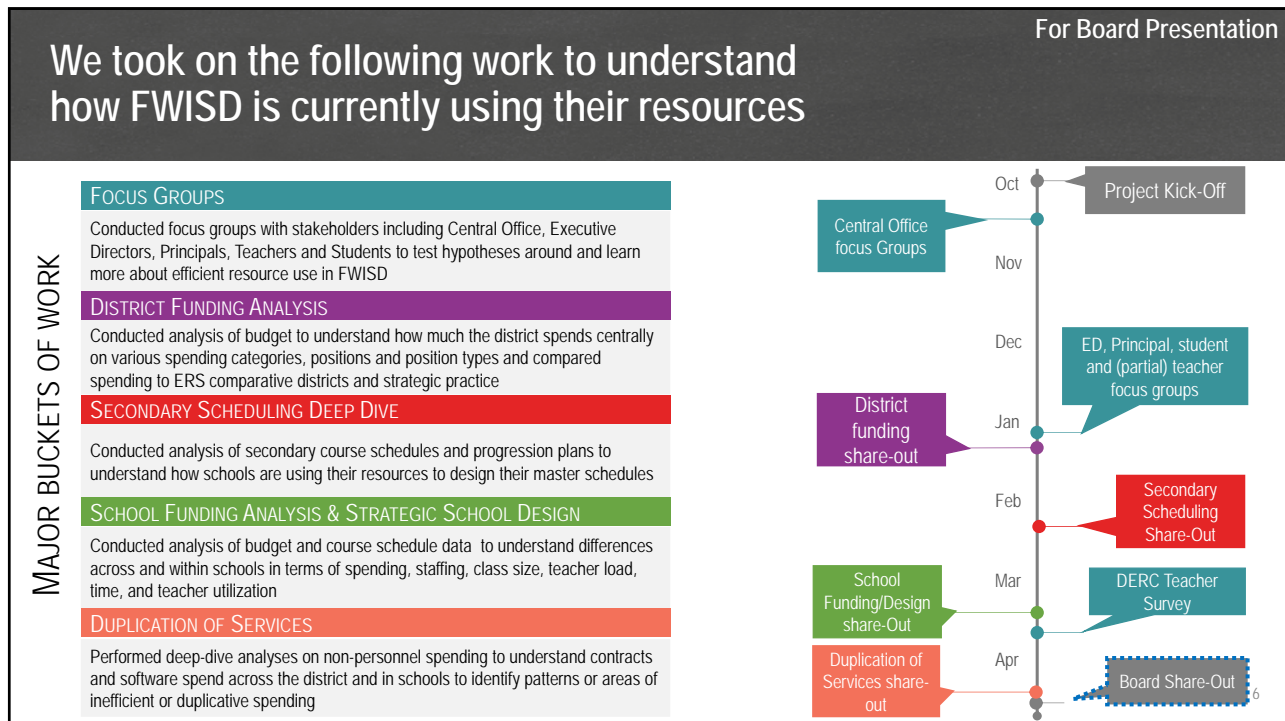 For Board Presentation
We took on the following work to understand
how FWISD is currently using their resources
MAJOR BUCKETS OF WORK
FOCUS GROUPS
Conducted focus groups with stakeholders including Central Office, Executive
Directors, Principals, Teachers and Students to test hypotheses around and learn
more about efficient resource use in FWISD
DISTRICT FUNDING ANALYSIS
Conducted analysis of budget to understand how much the district spends centrally
on various spending categories, positions and position types and compared
spending to ERS comparative districts and strategic practice
SECONDARY SCHEDULING DEEP DIVE
Conducted analysis of secondary course schedules and progression plans to
understand how schools are using their resources to design their master schedules
SCHOOL FUNDING ANALYSIS & STRATEGIC SCHOOL DESIGN
Conducted analysis of budget and course schedule data to understand differences
across and within schools in terms of spending, staffing, class size, teacher load,
time, and teacher utilization
DUPLICATION OF SERVICES
Performed deep-dive analyses on non-personnel spending to understand contracts
and software spend across the district and in schools to identify patterns or areas of
inefficient or duplicative spending
Oct
Project Kick-Off
Central Office
focus Groups
Nov
Dec
ED, Principal, student
and (partial) teacher
focus groups
Jan
District
funding
share-out
Feb
Secondary
Scheduling
Share-Out
Mar
School
Funding/Design
share-Out
DERC Teacher
Survey
Apr
Duplication of
Services share-
out
Board Share-Out
6